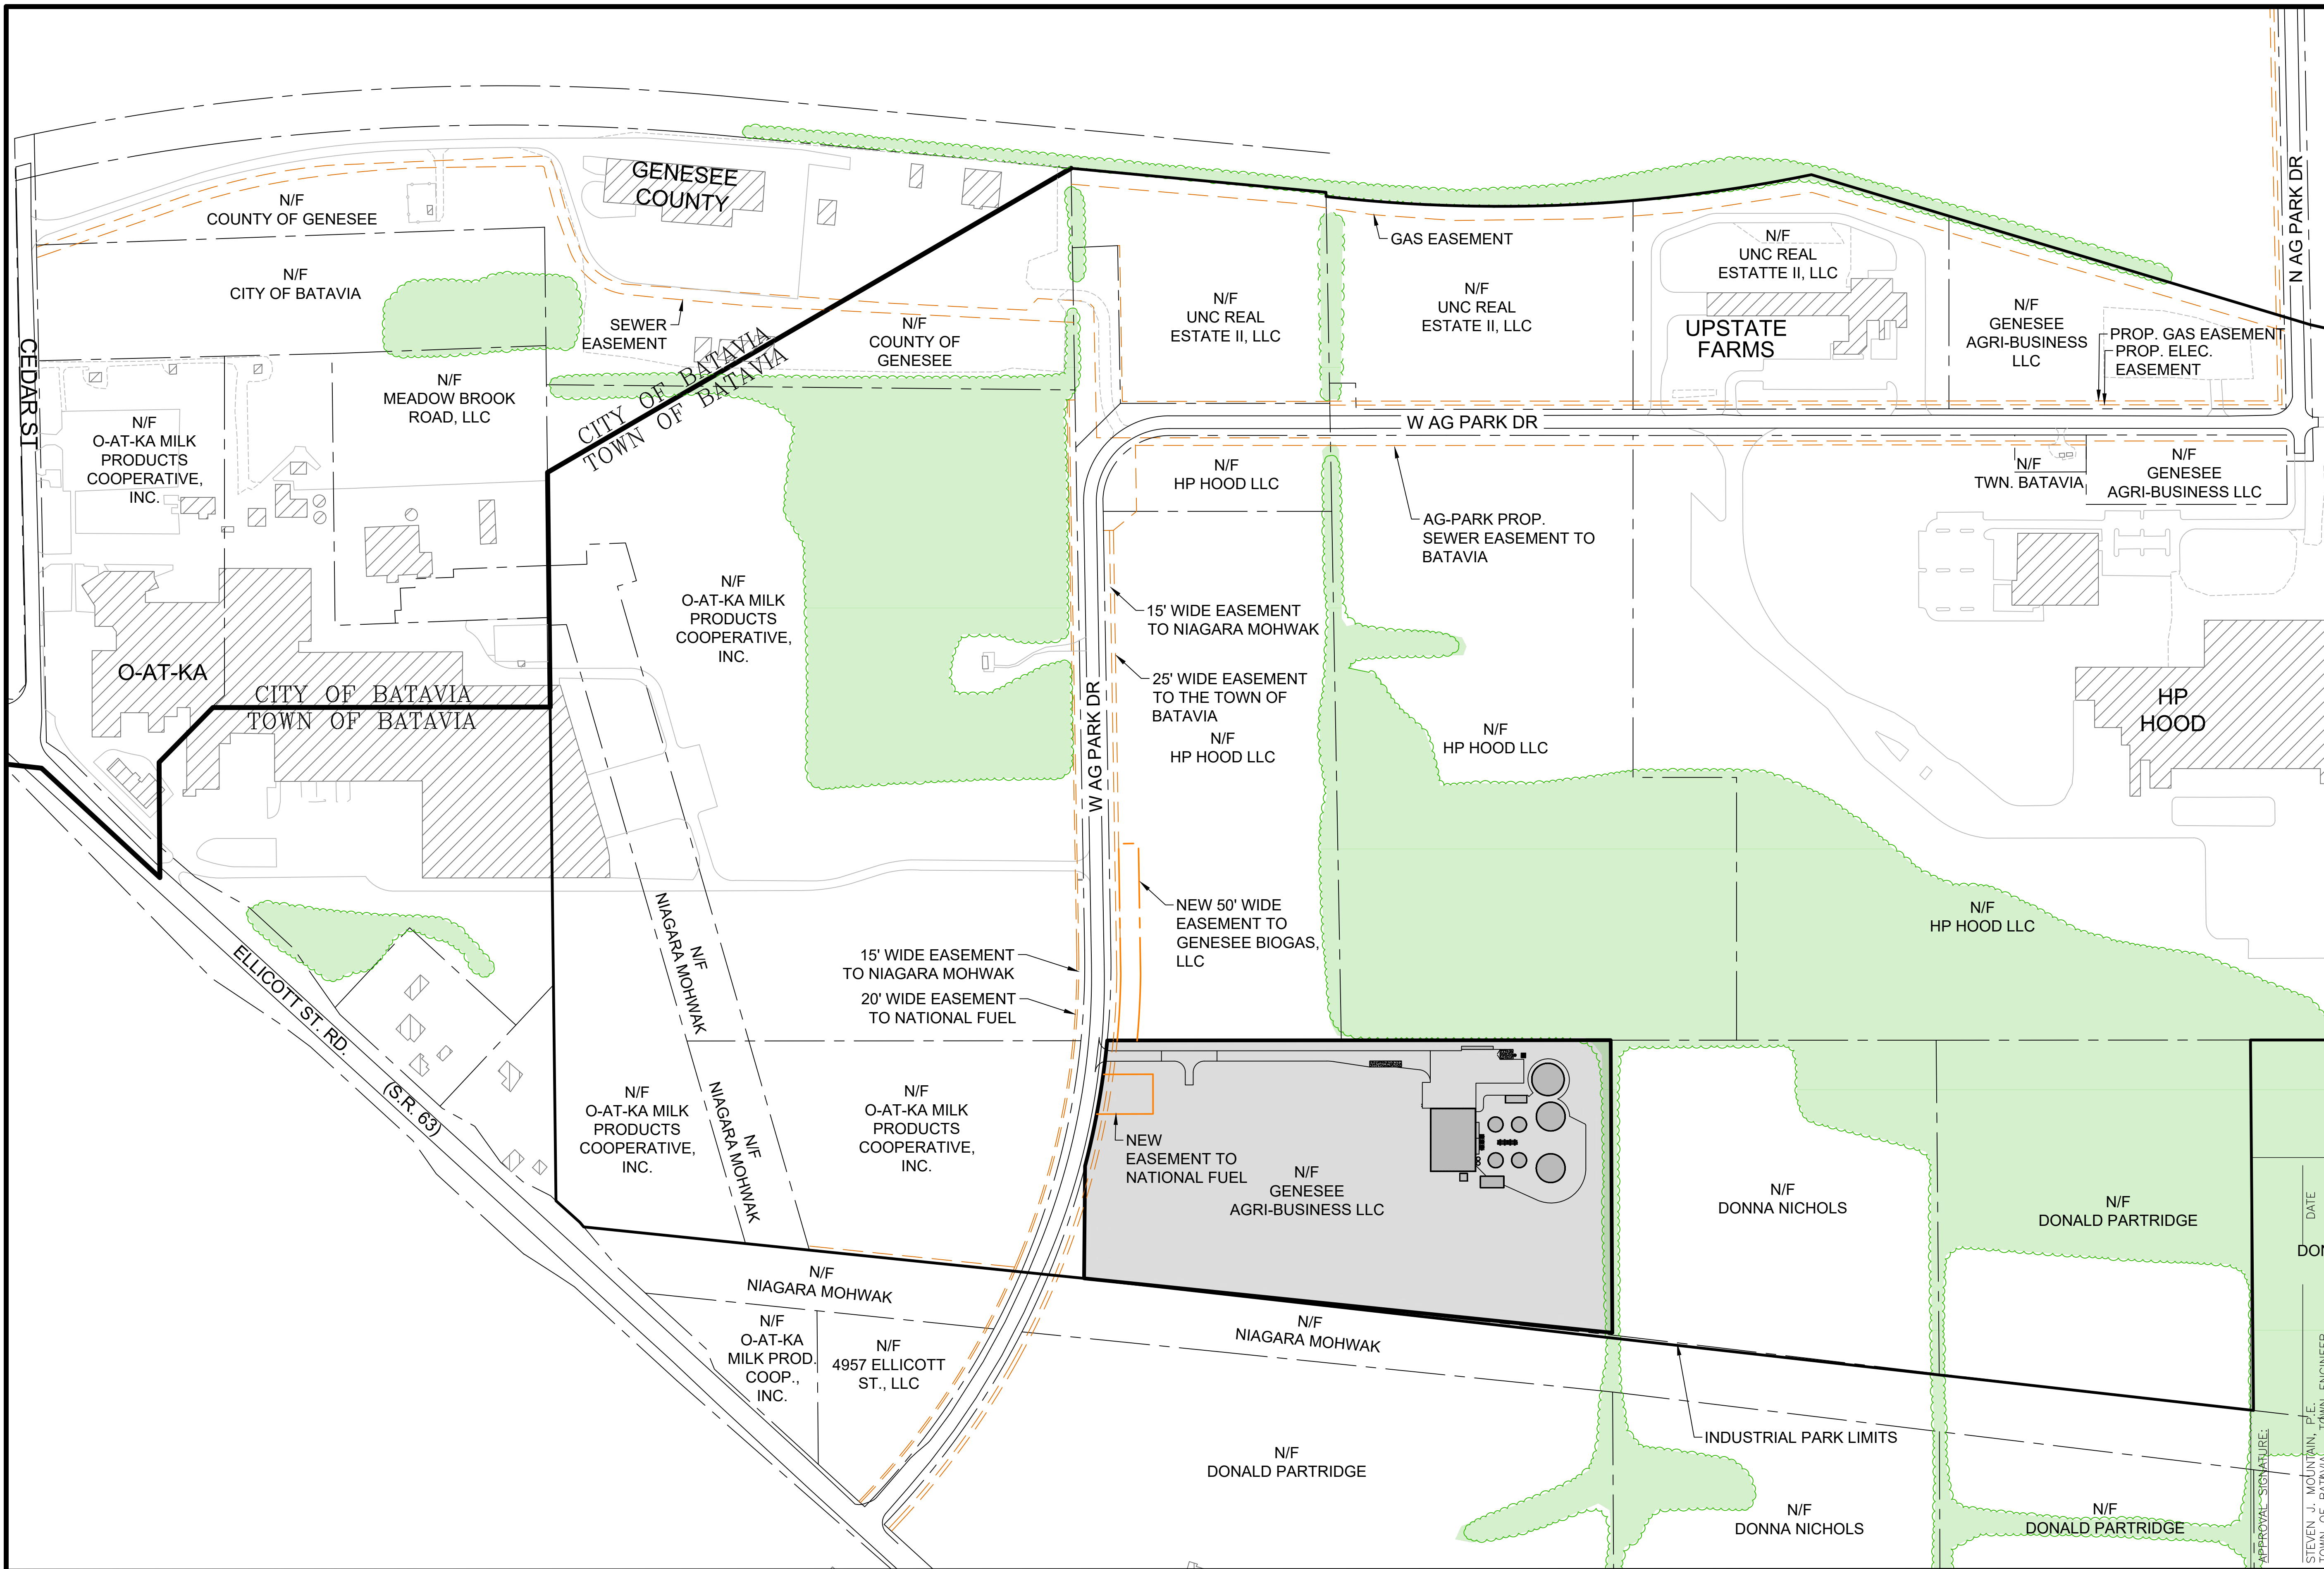 GENESEE
COUNTY
N/F
COUNTY OF GENESEE
N/F
CITY OF BATAVIA
SEWER
EASEMENT
N/F
COUNTY OF
GENESEE
CITY OF BATAVIA
TOWN OF BATAVIA
CEDAR ST
N/F
MEADOW BROOK
ROAD, LLC
N/F
O-AT-KA MILK
PRODUCTS
COOPERATIVE,
INC.
GAS EASEMENT
N/F
UNC REAL
ESTATE II, LLC
N/F
UNC REAL
ESTATE II, LLC
N/F
UNC REAL
ESTATTE II, LLC
UPSTATE
FARMS
N/F
GENESEE
AGRI-BUSINESS
LLC
PROP. GAS EASEMENT
PROP. ELEC.
EASEMENT
N AG PARK DR
W AG PARK DR
N/F
HP HOOD LLC
N/F
TWN. BATAVIA
N/F
GENESEE
AGRI-BUSINESS LLC
AG-PARK PROP.
SEWER EASEMENT TO
BATAVIA
N/F
O-AT-KA MILK
PRODUCTS
COOPERATIVE,
INC.
15' WIDE EASEMENT
TO NIAGARA MOHWAK
25' WIDE EASEMENT
TO THE TOWN OF
BATAVIA
N/F
HP HOOD LLC
W AG PARK DR
N/F
HP HOOD LLC
HP
HOOD
O-AT-KA
CITY OF BATAVIA
TOWN OF BATAVIA
NEW 50' WIDE
EASEMENT TO
GENESEE BIOGAS,
LLC
N/F
HP HOOD LLC
N/F
NIAGARA MOHWAK
15' WIDE EASEMENT
TO NIAGARA MOHWAK
20' WIDE EASEMENT
TO NATIONAL FUEL
ELLICOTT ST. RD.
(S.R. 63)
N/F
O-AT-KA MILK
PRODUCTS
COOPERATIVE,
INC.
N/F
NIAGARA MOHWAK
N/F
O-AT-KA MILK
PRODUCTS
COOPERATIVE,
INC.
NEW
EASEMENT TO
NATIONAL FUEL
N/F
GENESEE
AGRI-BUSINESS LLC
N/F
DONNA NICHOLS
N/F
DONALD PARTRIDGE
N/F
NIAGARA MOHWAK
N/F
O-AT-KA
MILK PROD.
COOP.,
INC.
N/F
4957 ELLICOTT
ST., LLC
N/F
NIAGARA MOHWAK
INDUSTRIAL PARK LIMITS
N/F
DONALD PARTRIDGE
N/F
DONNA NICHOLS
N/F
DONALD PARTRIDGE
APPROVAL SIGNATURE:
DATE
STEVEN J. MOUNTAIN, P.E.
TOWN OF BATAVIA TOWN ENGINEER